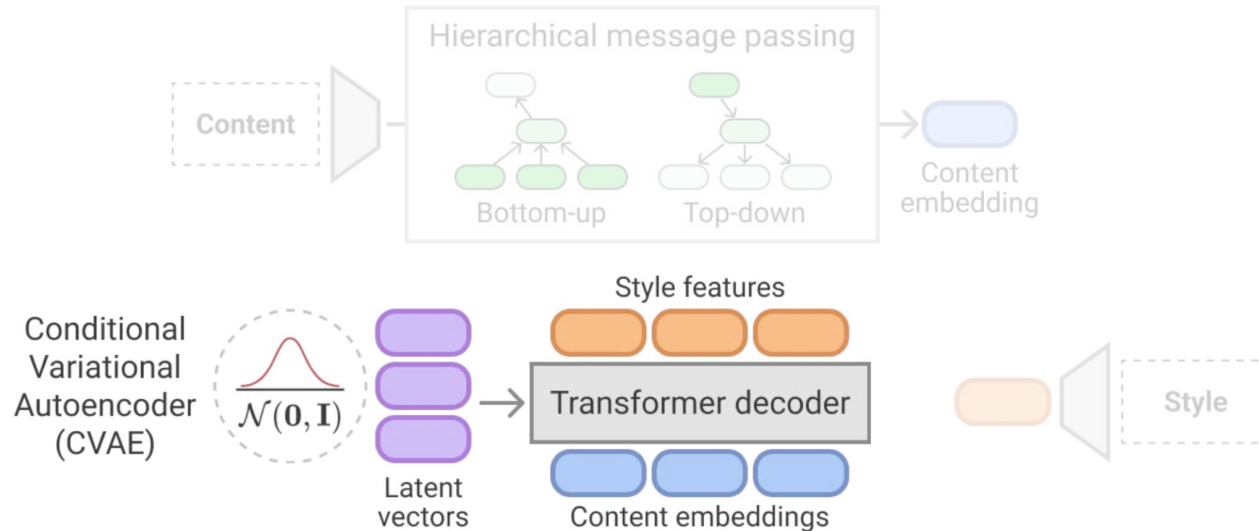 Hierarchical message passing
Content
Bottom-up
Top-down
Content
embedding
Style features
Conditional
Variational
Autoencoder
(CVAE)
𝒩(0, I)
Transformer decoder
Style
Latent
vectors
Content embeddings